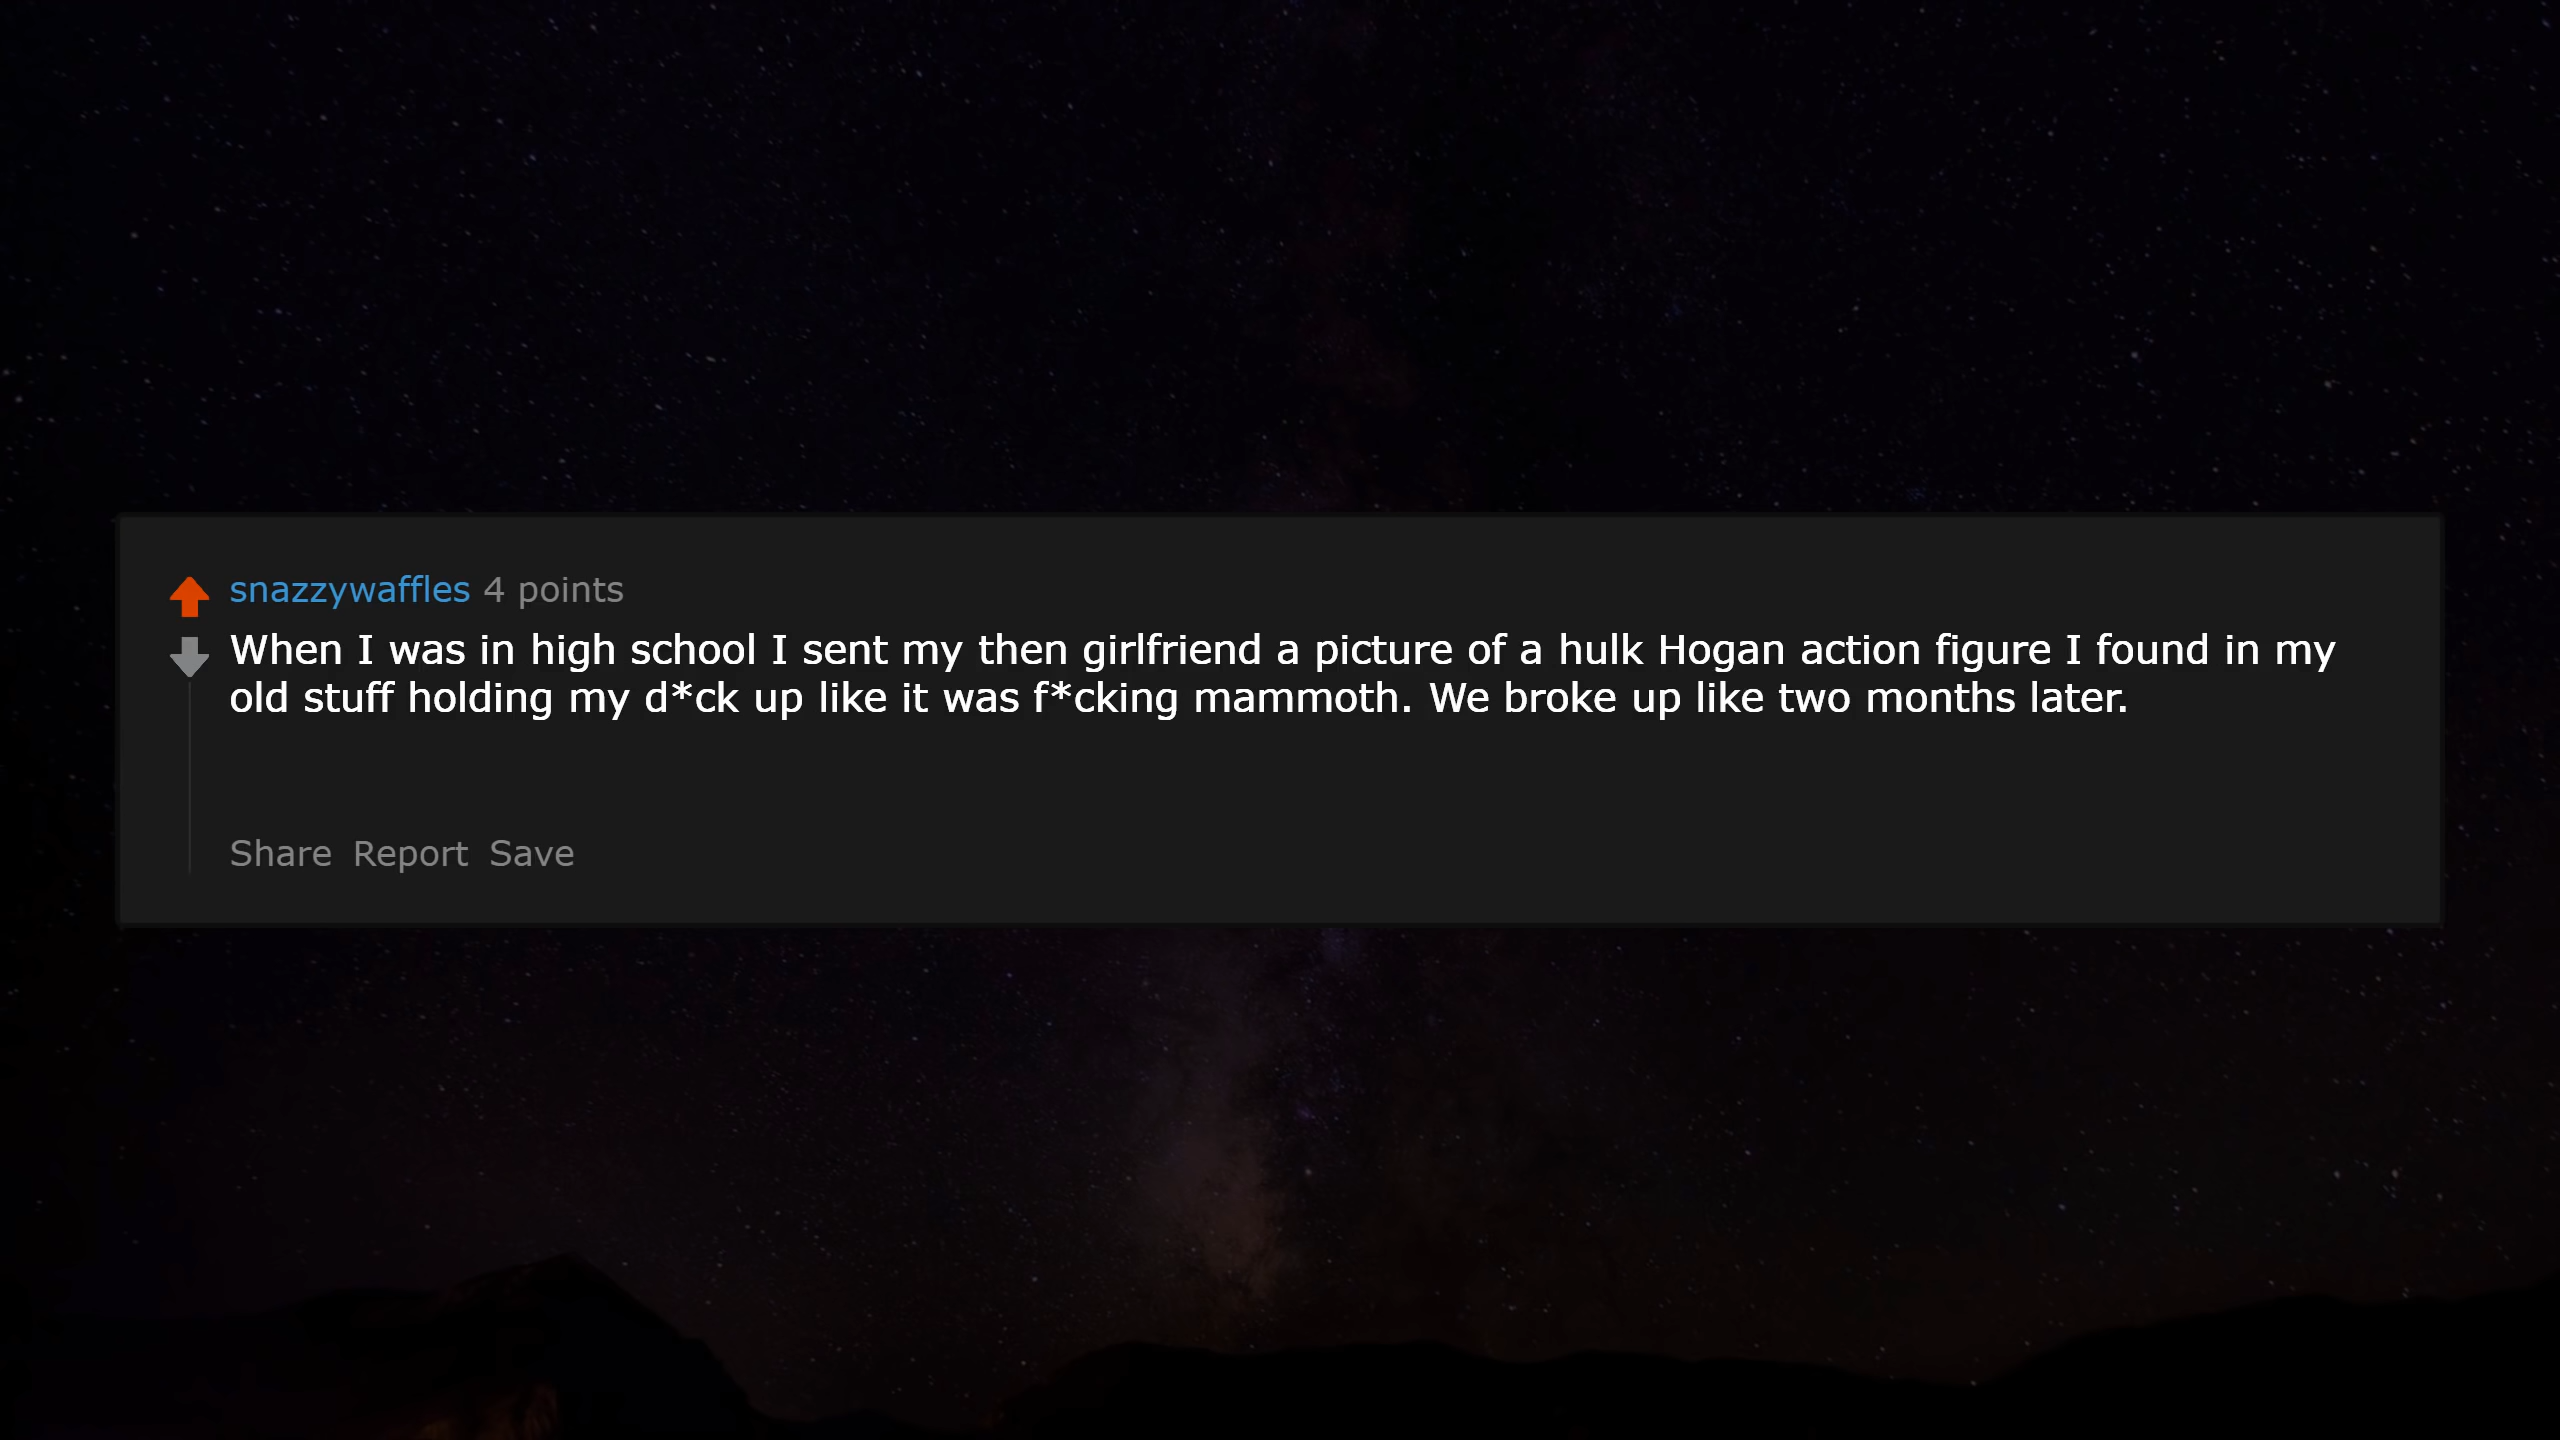 snazzywaffles 4 points
When I was in high school I sent my then girlfriend a picture of a hulk Hogan action figure I found in my
old stuff holding my d*ck up like it was f*cking mammoth. We broke up like two months later.
Share Report Save